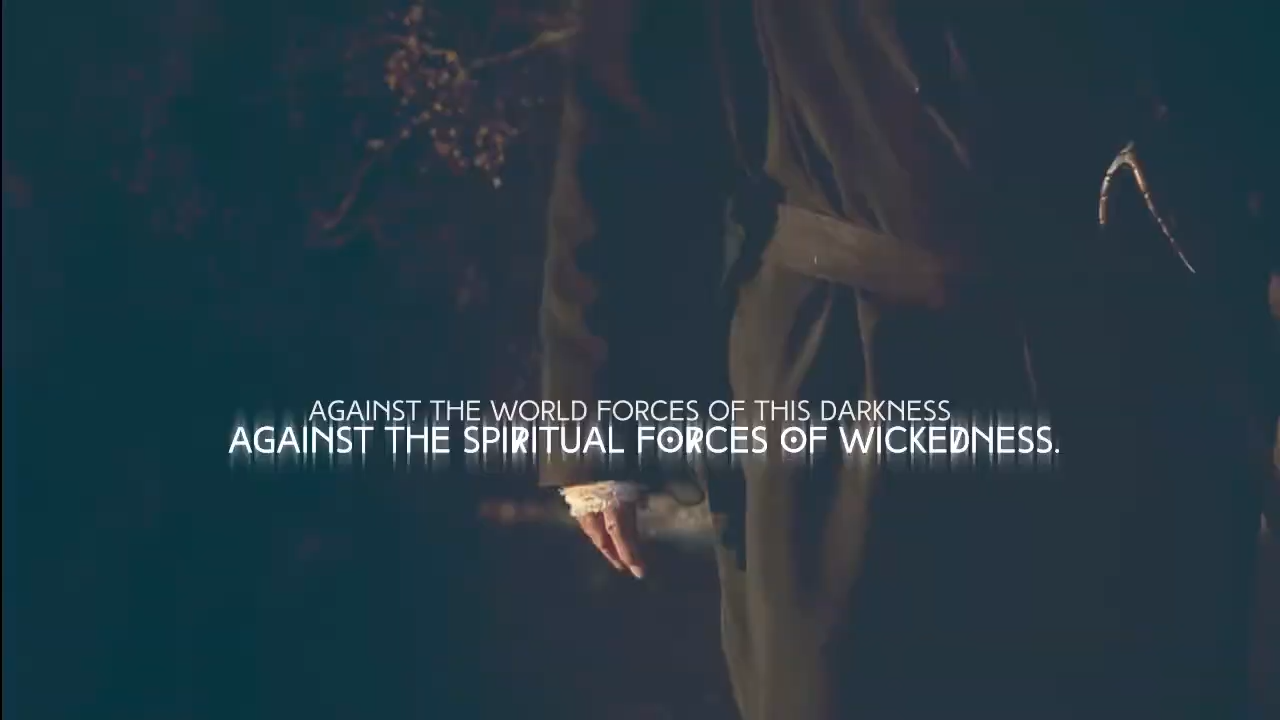 AGAINST THE WORLD FORCES OF THIS DARKNESS
AGAINST THE SPIRITUAL FORCES OF WICKEDNESS.